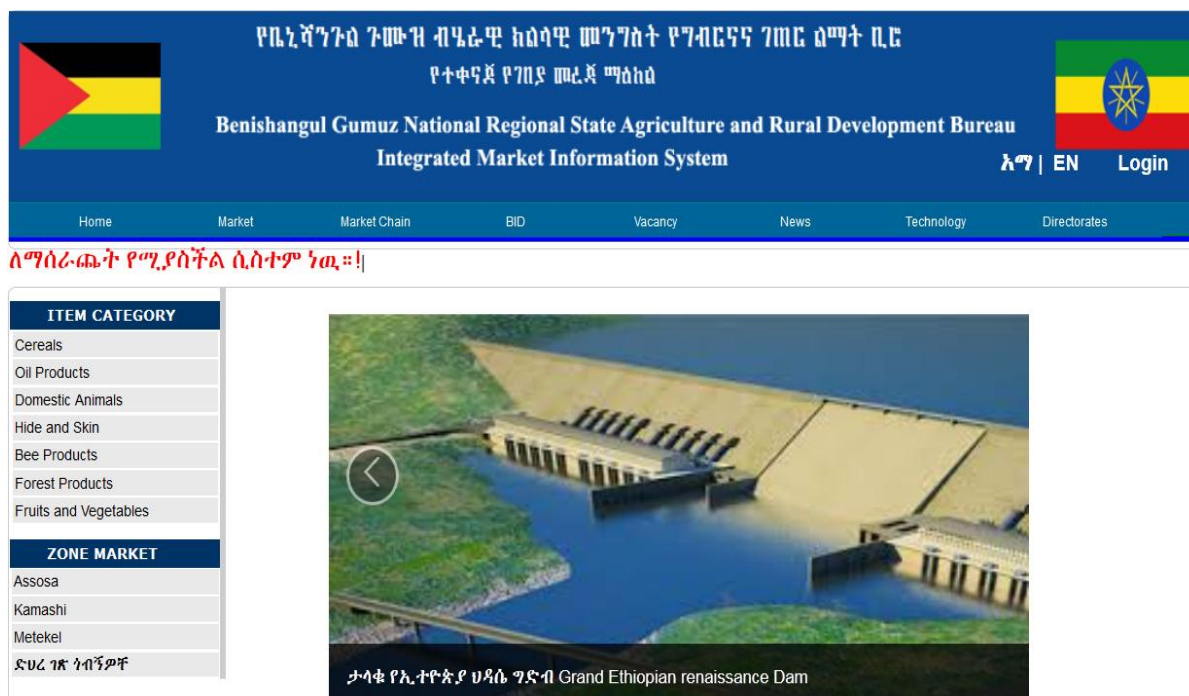 የቤኒሻንጉል ጉሙዝ ብሄራዊ ክልላዊ መንግስት የግብርናና ገጠር ልማት ቢሮ
የተቀናጀ የገበያ መረጃ ማዕከል
Benishangul Gumuz National Regional State Agriculture and Rural Development Bureau
Integrated Market Information System
አማ | EN Login
Home Market Market Chain BID Vacancy News Technology Directorates
ለማሰራጨት የሚያስችል ሲስተም ነዉ።!
ITEM CATEGORY
Cereals
Oil Products
Domestic Animals
Hide and Skin
Bee Products
Forest Products
Fruits and Vegetables
ZONE MARKET
Assosa
Kamashi
Metekel
ድህረ ገጽ ጎብኝዎች
ታላቁ የኢትዮጵያ ህዳሴ ግድብ Grand Ethiopian renaissance Dam